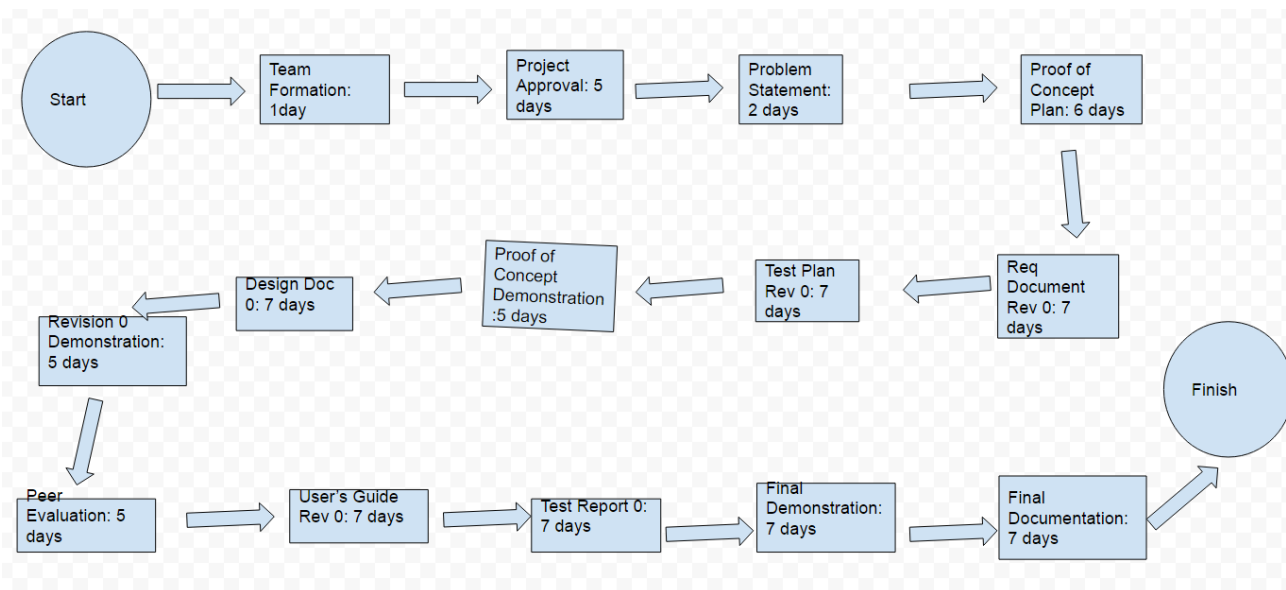 Start
Team
Formation:
1day
Project
Approval: 5
days
Problem
Statement:
2 days
Proof of
Concept
Plan: 6 days
Req
Document
Rev 0: 7
days
Test Plan
Rev 0: 7
days
Proof of
Concept
Demonstration
:5 days
Design Doc
0: 7 days
Revision 0
Demonstration:
5 days
Peer
Evaluation: 5
days
User's Guide
Rev 0: 7 days
Test Report 0:
7 days
Final
Demonstration:
7 days
Final
Documentation:
7 days
Finish